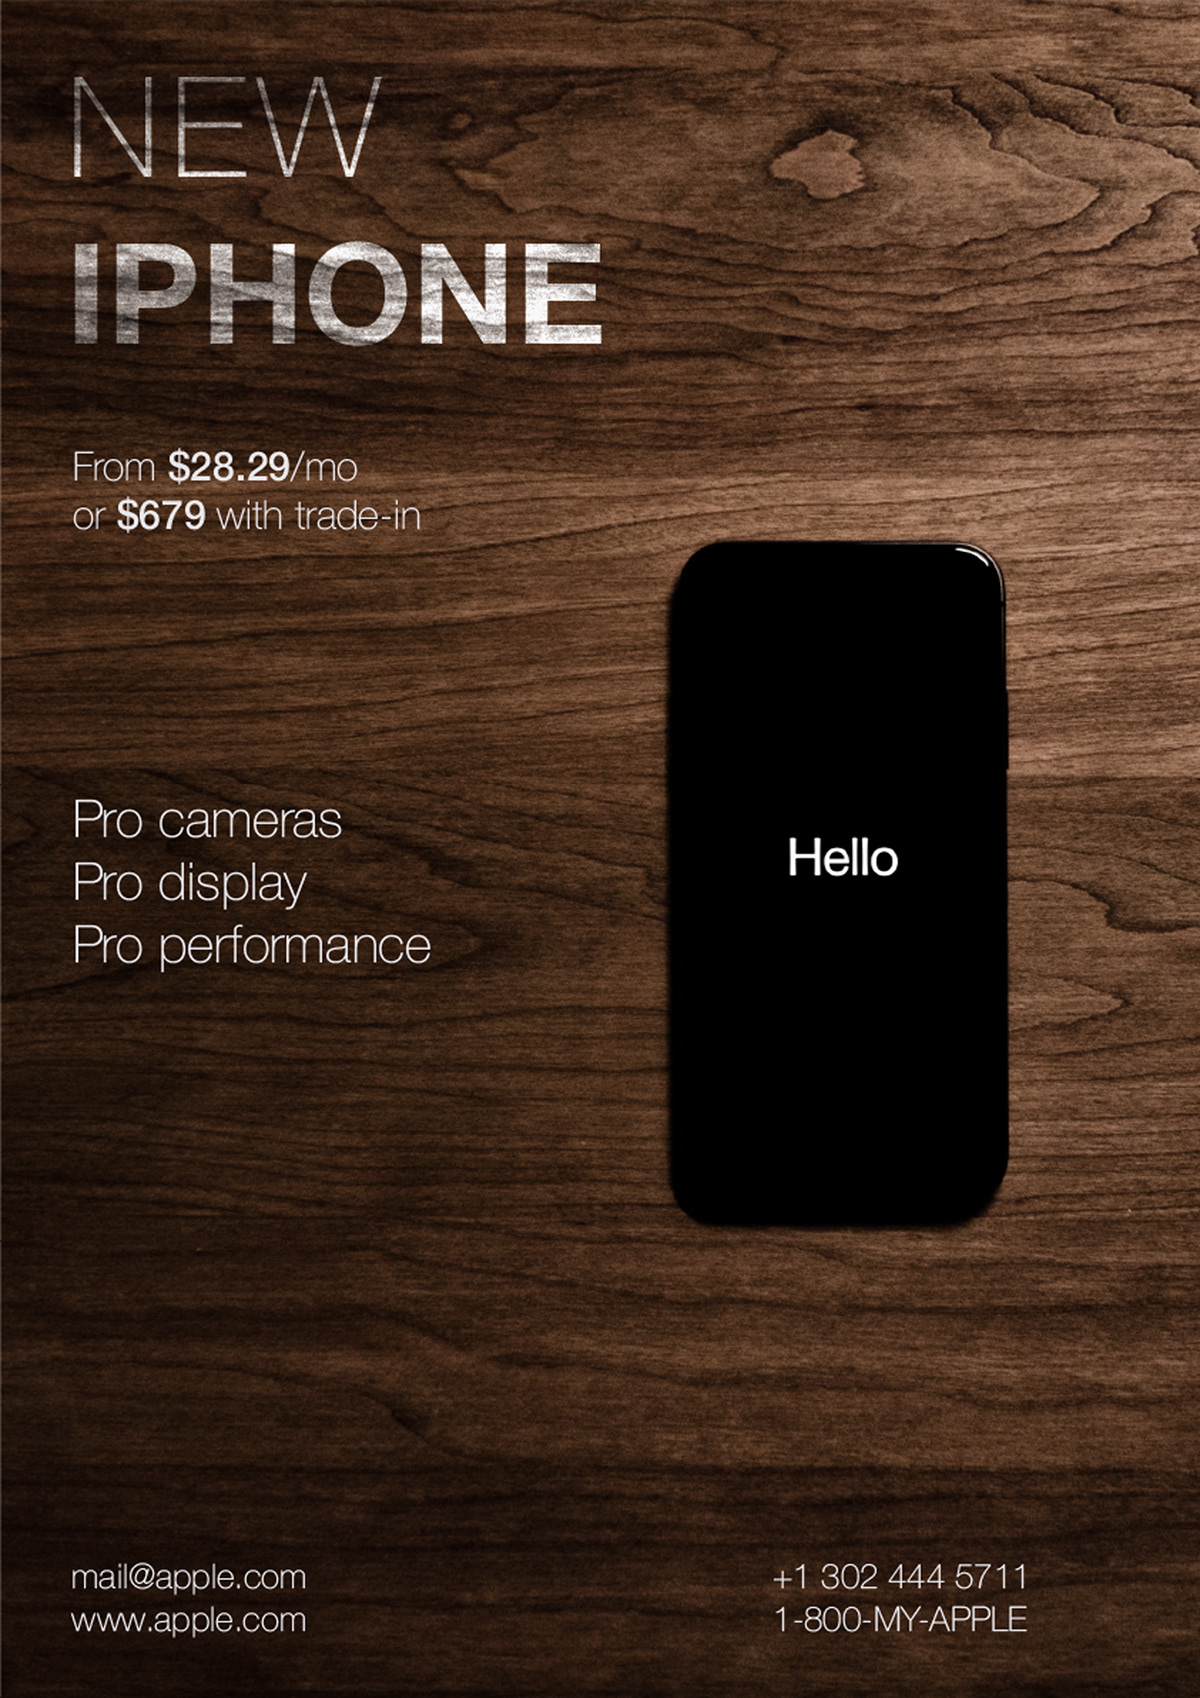 NEW
IPHONE
From $28.29/mo
or $679 with trade-in
Pro cameras
Pro display
Pro performance
Hello
mail@apple.com
www.apple.com
+1 302 444 5711
1-800-MY-APPLE